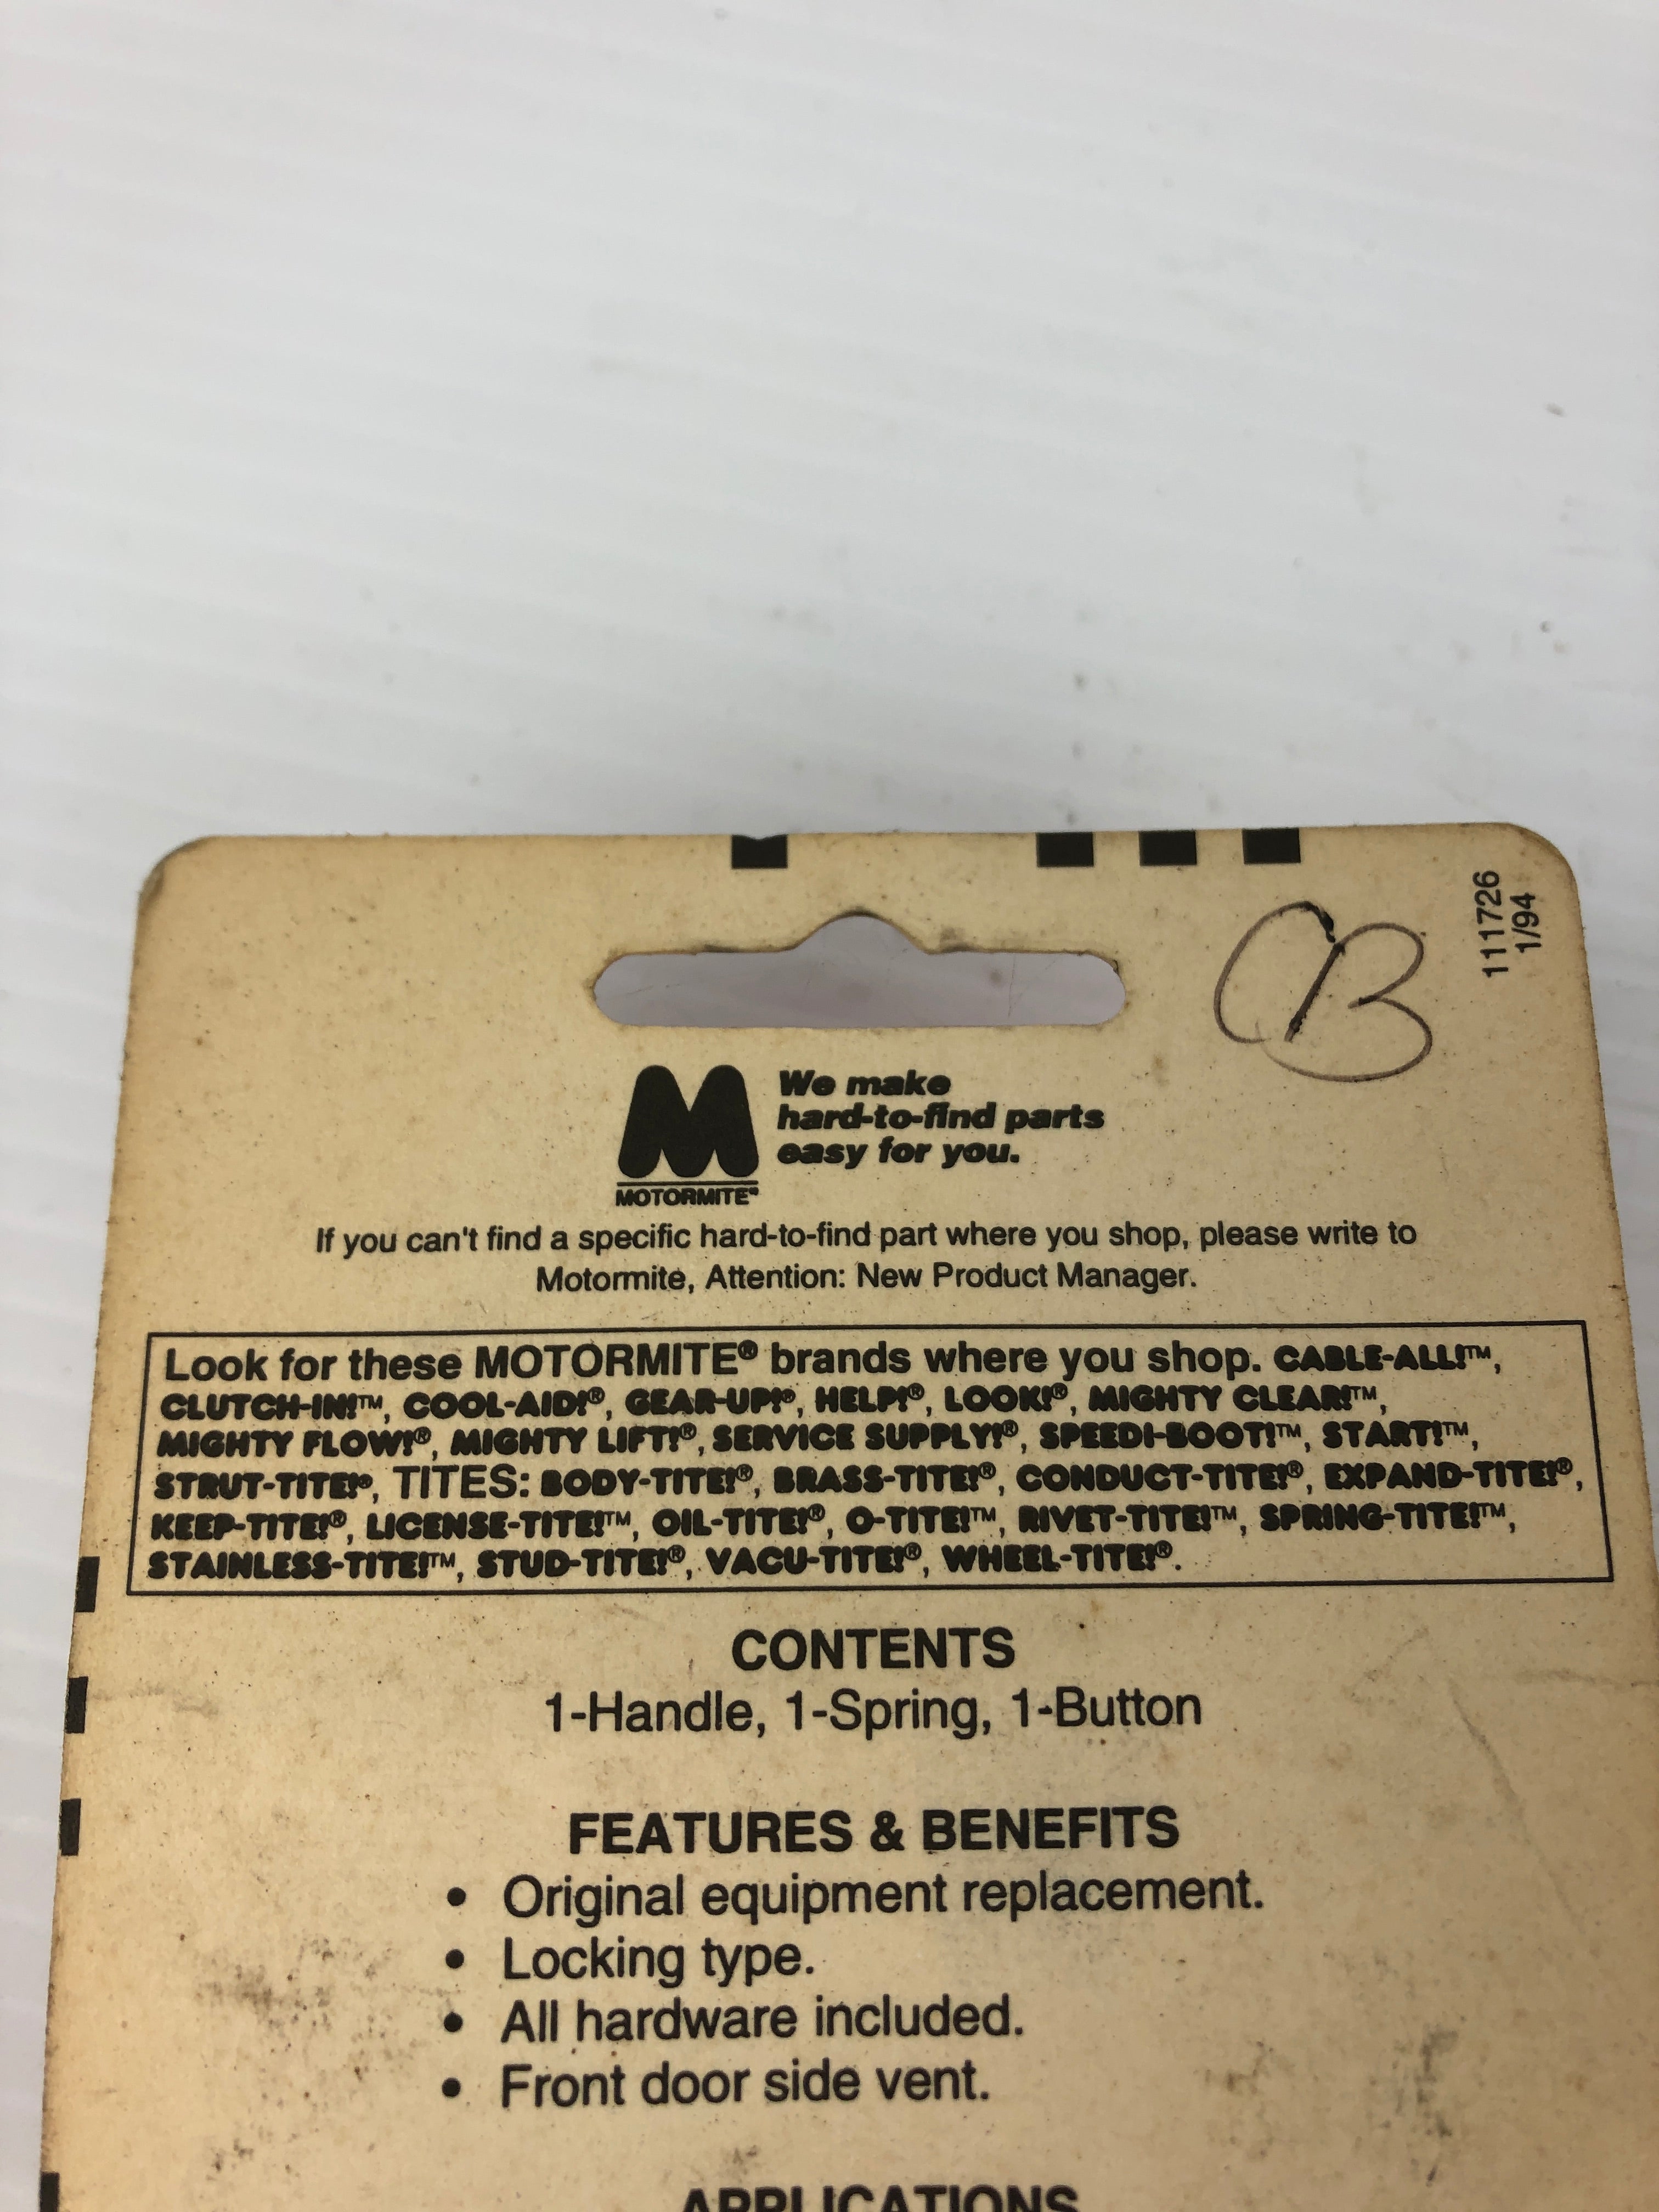 111726
1/94
CB
We make
hard-to-find parts
easy for you.
MOTORMITE®
If you can't find a specific hard-to-find part where you shop, please write to
Motormite, Attention: New Product Manager.
Look for these MOTORMITE® brands where you shop. CABLE-ALL!™,
CLUTCH-IN!™, COOL-AID!®, GEAR-UP!®, HELP!®, LOOK!®, MIGHTY CLEAR!™,
MIGHTY FLOW!®, MIGHTY LIFT!®, SERVICE SUPPLY!®, SPEEDI-BOOT!™, START!™,
STRUT-TITE!®, TITES: BODY-TITE!®, BRASS-TITE!®, CONDUCT-TITE!®, EXPAND-TITE!®,
KEEP-TITE!®, LICENSE-TITE!™, OIL-TITE!®, O-TITE!™, RIVET-TITE!™, SPRING-TITE!™,
STAINLESS-TITE!™, STUD-TITE!®, VACU-TITE!®, WHEEL-TITE!®.
CONTENTS
1-Handle, 1-Spring, 1-Button
FEATURES & BENEFITS
• Original equipment replacement.
• Locking type.
• All hardware included.
• Front door side vent.
APPLICATIONS